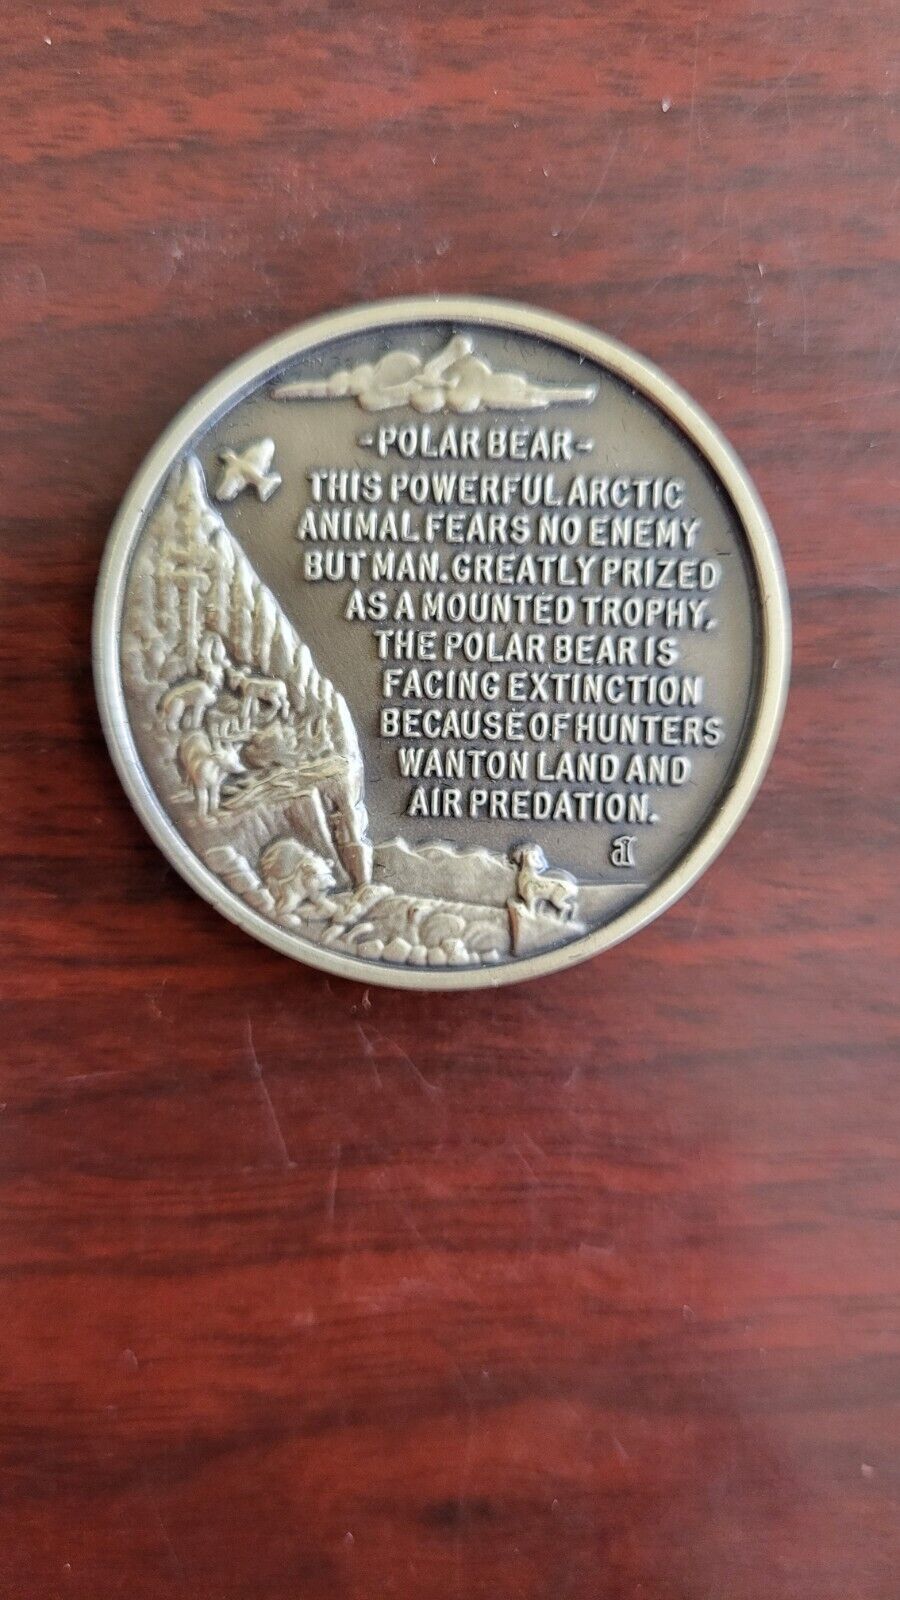 -POLAR BEAR-
THIS POWERFUL ARCTIC
ANIMAL FEARS NO ENEMY
BUT MAN. GREATLY PRIZED
AS A MOUNTED TROPHY,
THE POLAR BEAR IS
FACING EXTINCTION
BECAUSE OF HUNTERS
WANTON LAND AND
AIR PREDATION.